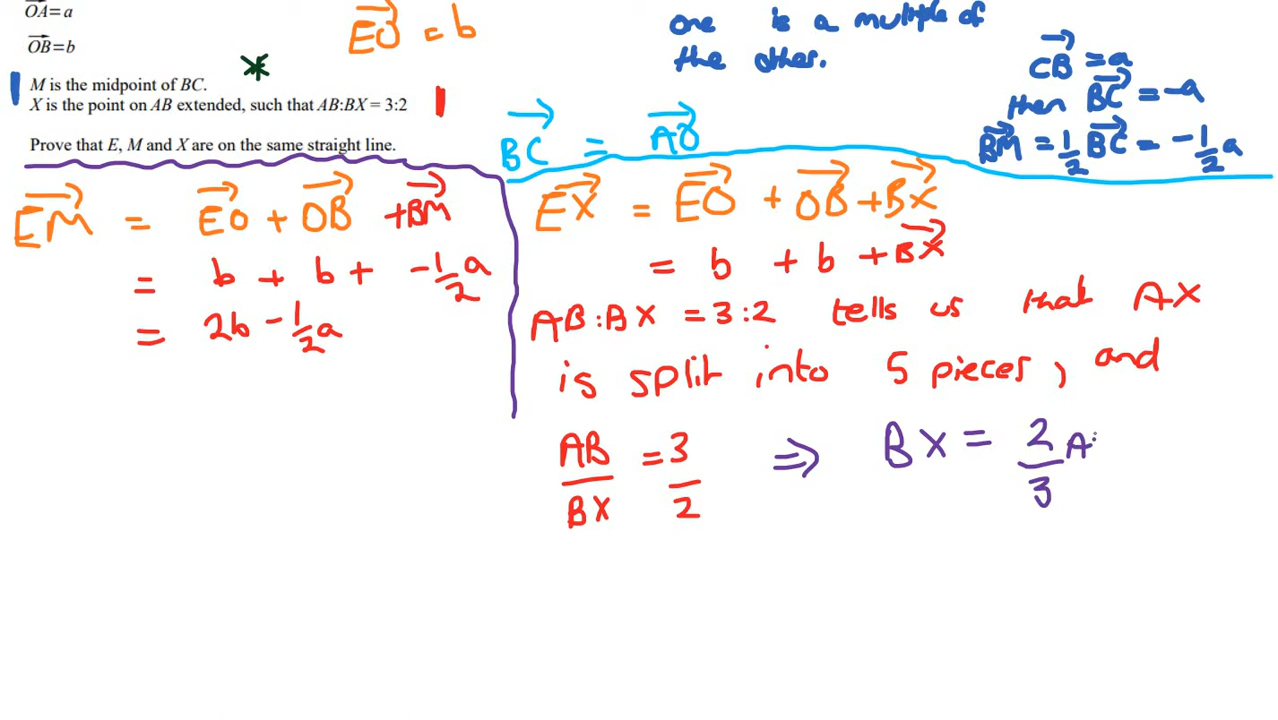 OA=a
OB=b
M is the midpoint of BC.
X is the point on AB extended, such that AB:BX = 3:2
Prove that E, M and X are on the same straight line.
EO = b
one is a multiple of
the other.
CB = a
then BC = -a
BM = 1/2 BC = -1/2 a
BC = AO
EM = EO + OB + BM
= b + b + -1/2 a
= 2b - 1/2 a
EX = EO + OB + BX
= b + b + BX
AB:BX = 3:2 tells us that AX
is split into 5 pieces, and
AB/BX = 3/2 ⇒ BX = 2/3 A